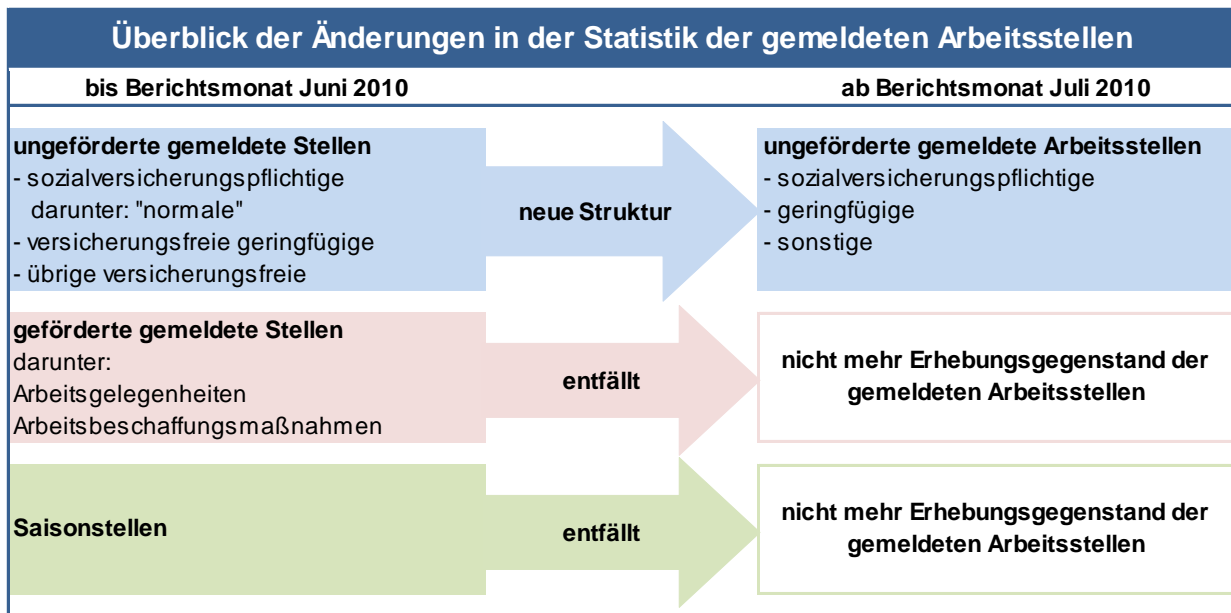 Überblick der Änderungen in der Statistik der gemeldeten Arbeitsstellen
bis Berichtsmonat Juni 2010
ab Berichtsmonat Juli 2010
ungeförderte gemeldete Stellen
- sozialversicherungspflichtige
darunter: "normale"
- versicherungsfreie geringfügige
- übrige versicherungsfreie
neue Struktur
ungeförderte gemeldete Arbeitsstellen
- sozialversicherungspflichtige
- geringfügige
- sonstige
geförderte gemeldete Stellen
darunter:
Arbeitsgelegenheiten
Arbeitsbeschaffungsmaßnahmen
entfällt
nicht mehr Erhebungsgegenstand der
gemeldeten Arbeitsstellen
Saisonstellen
entfällt
nicht mehr Erhebungsgegenstand der
gemeldeten Arbeitsstellen